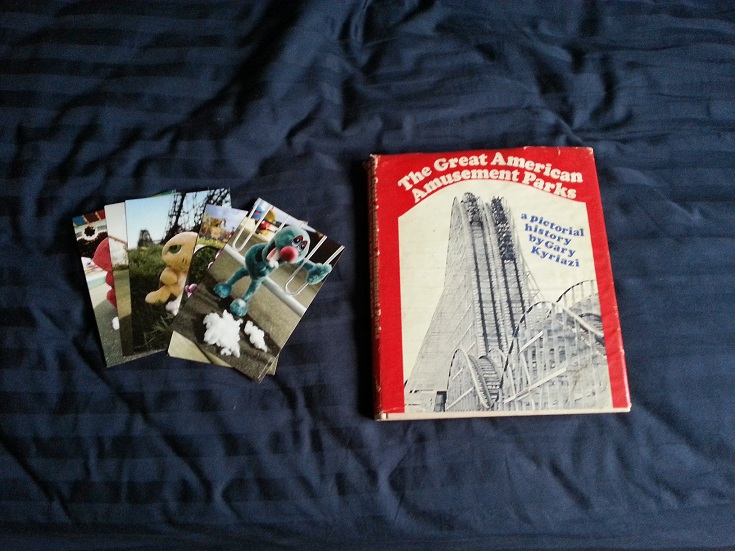 The Great American
Amusement Parks
a pictorial
history
by Gary
Kyriazi